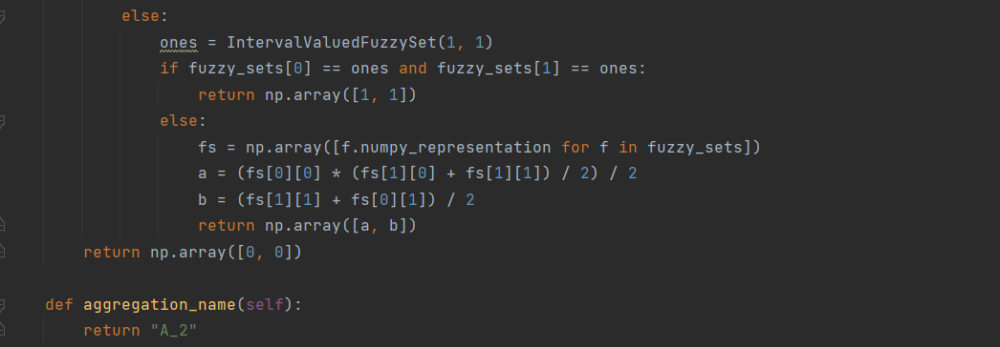 else:
ones = IntervalValuedFuzzySet(1, 1)
if fuzzy_sets[0] == ones and fuzzy_sets[1] == ones:
return np.array([1, 1])
else:
fs = np.array([f.numpy_representation for f in fuzzy_sets])
a = (fs[0][0] * (fs[1][0] + fs[1][1]) / 2) / 2
b = (fs[1][1] + fs[0][1]) / 2
return np.array([a, b])
return np.array([0, 0])
def aggregation_name(self):
return "A_2"